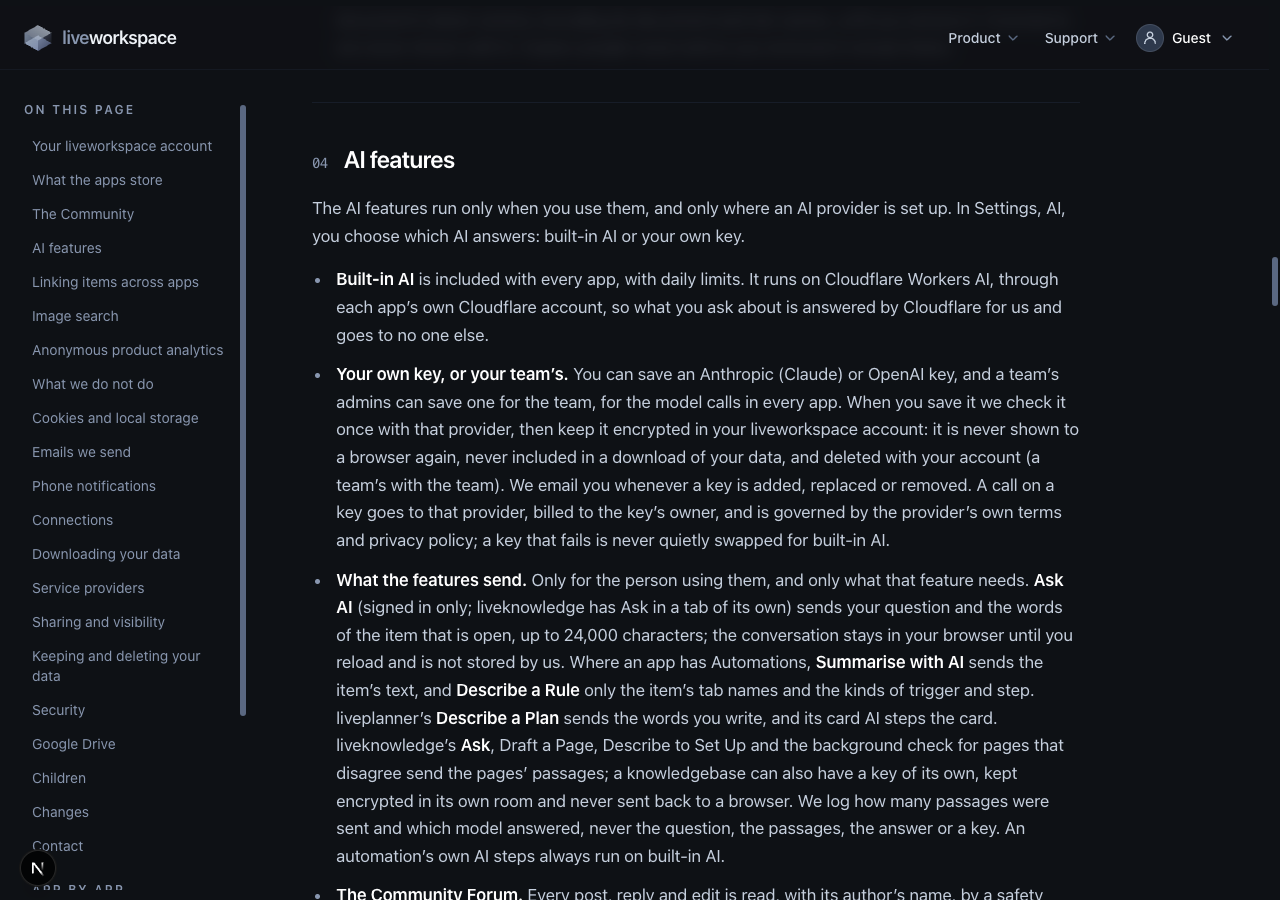 liveworkspace
Product
Support
Guest
ON THIS PAGE
Your liveworkspace account
What the apps store
The Community
AI features
Linking items across apps
Image search
Anonymous product analytics
What we do not do
Cookies and local storage
Emails we send
Phone notifications
Connections
Downloading your data
Service providers
Sharing and visibility
Keeping and deleting your
data
Security
Google Drive
Children
Changes
Contact
N
APP BY APP
04 AI features
The AI features run only when you use them, and only where an AI provider is set up. In Settings, AI,
you choose which AI answers: built-in AI or your own key.
• Built-in AI is included with every app, with daily limits. It runs on Cloudflare Workers AI, through
each app’s own Cloudflare account, so what you ask about is answered by Cloudflare for us and
goes to no one else.
• Your own key, or your team’s. You can save an Anthropic (Claude) or OpenAI key, and a team’s
admins can save one for the team, for the model calls in every app. When you save it we check it
once with that provider, then keep it encrypted in your liveworkspace account: it is never shown to
a browser again, never included in a download of your data, and deleted with your account (a
team’s with the team). We email you whenever a key is added, replaced or removed. A call on a
key goes to that provider, billed to the key’s owner, and is governed by the provider’s own terms
and privacy policy; a key that fails is never quietly swapped for built-in AI.
• What the features send. Only for the person using them, and only what that feature needs. Ask
AI (signed in only; liveknowledge has Ask in a tab of its own) sends your question and the words
of the item that is open, up to 24,000 characters; the conversation stays in your browser until you
reload and is not stored by us. Where an app has Automations, Summarise with AI sends the
item’s text, and Describe a Rule only the item’s tab names and the kinds of trigger and step.
liveplanner’s Describe a Plan sends the words you write, and its card AI steps the card.
liveknowledge’s Ask, Draft a Page, Describe to Set Up and the background check for pages that
disagree send the pages’ passages; a knowledgebase can also have a key of its own, kept
encrypted in its own room and never sent back to a browser. We log how many passages were
sent and which model answered, never the question, the passages, the answer or a key. An
automation’s own AI steps always run on built-in AI.
• The Community Forum. Every post, reply and edit is read, with its author’s name, by a safety